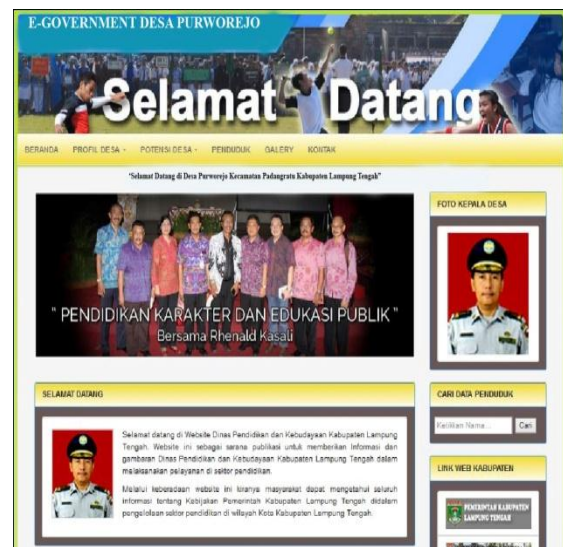 E-GOVERNMENT DESA PURWOREJO
Selamat Datang
BERANDA PROFIL DESA POTENSI DESA PENDUDUK GALERY KONTAK
"Selamat Datang di Desa Purworejo Kecamatan Padangratu Kabupaten Lampung Tengah"
FOTO KEPALA DESA
" PENDIDIKAN KARAKTER DAN EDUKASI PUBLIK "
Bersama Rhenald Kasali
SELAMAT DATANG
Selamat datang di Website Dinas Pendidikan dan Kebudayaan Kabupaten Lampung
Tengah. Website ini sebagai sarana publikasi untuk memberikan Informasi dan
gambaran Dinas Pendidikan dan Kebudayaan Kabupaten Lampung Tengah dalam
melaksanakan pelayanan di sektor pendidikan.
Melalui keberadaan website ini kiranya masyarakat dapat mengetahui seluruh
informasi tentang Kebijakan Pemerintah Kabupaten Lampung Tengah didalam
pengelolaan sektor pendidikan di wilayah Kota Kabupaten Lampung Tengah.
CARI DATA PENDUDUK
Ketikan Nama ... Cari
LINK WEB KABUPATEN
PEMERINTAH KABUPATEN
LAMPUNG TENGAH